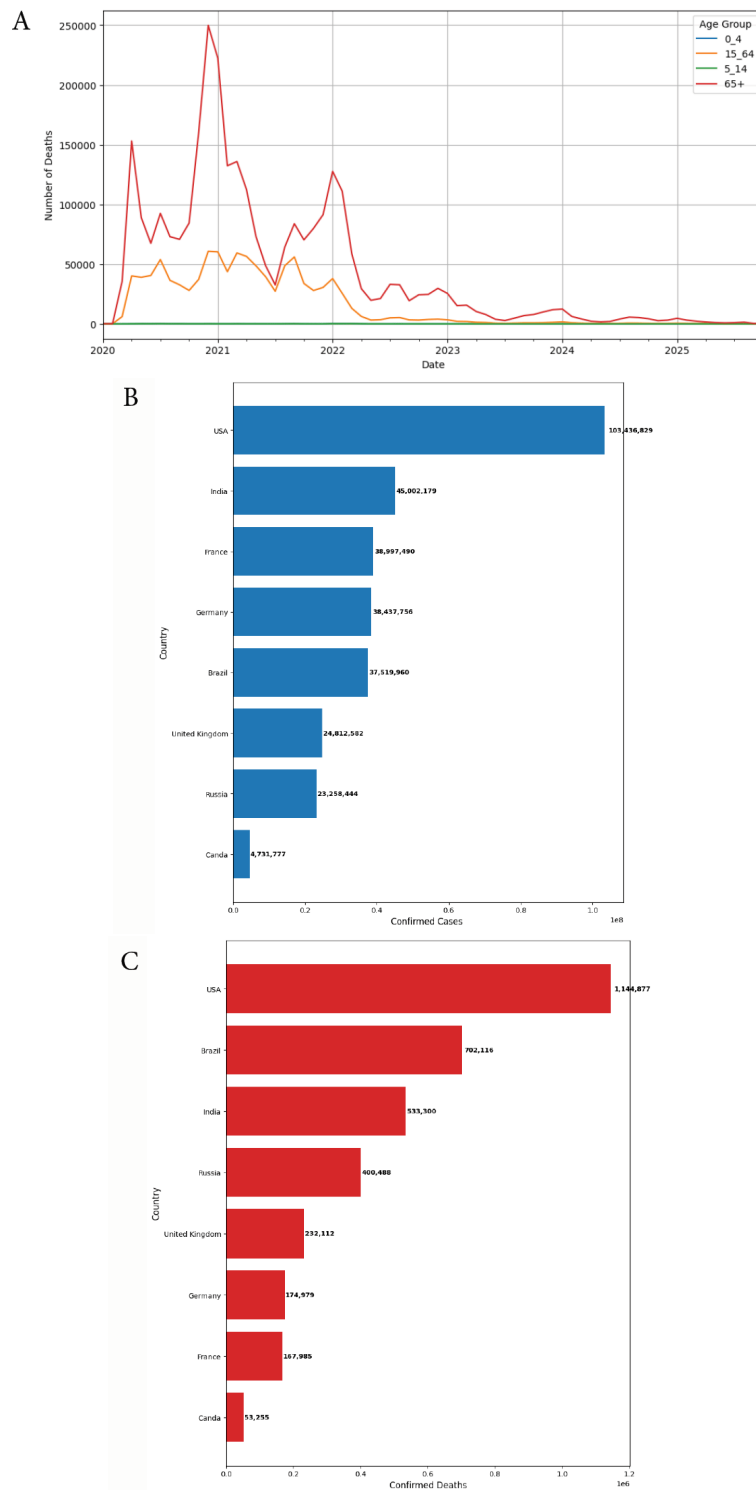 A
250000
200000
150000
100000
50000
0
Number of Deaths
2020
2021
2022
2023
2024
2025
Date
Age Group
0_4
15_64
5_14
65+
B
Country
USA
103,436,829
India
45,002,179
France
38,997,490
Germany
38,437,756
Brazil
37,519,960
United Kingdom
24,812,582
Russia
23,258,444
Canda
4,731,777
0.0
0.2
0.4
0.6
0.8
1.0
1e8
Confirmed Cases
C
Country
USA
1,144,877
Brazil
702,116
India
533,300
Russia
400,488
United Kingdom
232,112
Germany
174,979
France
167,985
Canda
53,255
0.0
0.2
0.4
0.6
0.8
1.0
1.2
1e6
Confirmed Deaths